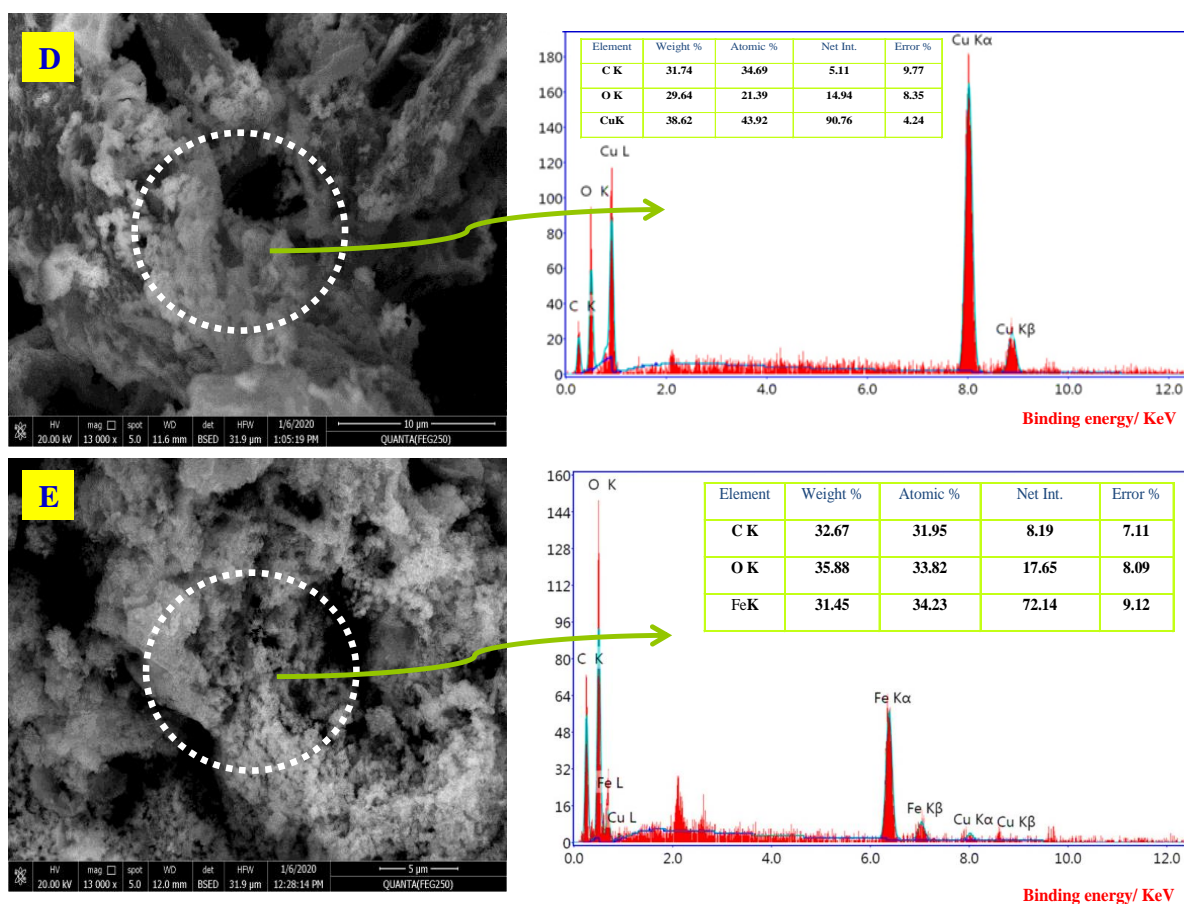 D
HV mag □ spot WD det HFW 1/6/2020 10 μm
20.00 kV 13 000 x 5.0 11.6 mm BSED 31.9 μm 1:05:19 PM QUANTA(FEG250)
Element Weight % Atomic % Net Int. Error %
C K 31.74 34.69 5.11 9.77
O K 29.64 21.39 14.94 8.35
CuK 38.62 43.92 90.76 4.24
Cu Kα
Cu L
O K
C K
Cu Kβ
180
160
140
120
100
80
60
40
20
0
0.0 2.0 4.0 6.0 8.0 10.0 12.0
Binding energy/ KeV
E
HV mag □ spot WD det HFW 1/6/2020 5 μm
20.00 kV 13 000 x 5.0 12.0 mm BSED 31.9 μm 12:28:14 PM QUANTA(FEG250)
Element Weight % Atomic % Net Int. Error %
C K 32.67 31.95 8.19 7.11
O K 35.88 33.82 17.65 8.09
FeK 31.45 34.23 72.14 9.12
O K
C K
Fe L
Cu L
Fe Kα
Fe Kβ
Cu Kα
Cu Kβ
160
144
128
112
96
80
64
48
32
16
0
0.0 2.0 4.0 6.0 8.0 10.0 12.0
Binding energy/ KeV